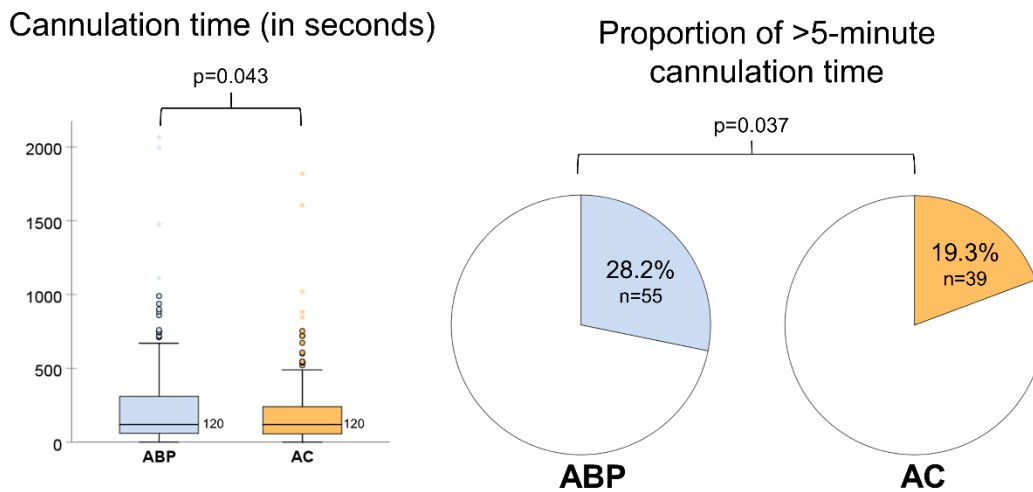 Cannulation time (in seconds)
p=0.043
2000
1500
1000
500
0
120
120
ABP
AC
Proportion of >5-minute
cannulation time
p=0.037
28.2%
n=55
19.3%
n=39
ABP
AC